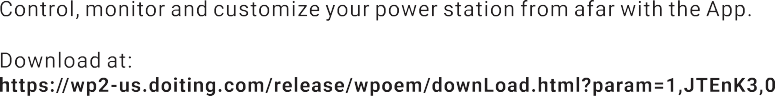 Control, monitor and customize your power station from afar with the App.
Download at:
https://wp2-us.doiting.com/release/wpoem/downLoad.html?param=1,JTEnK3,0